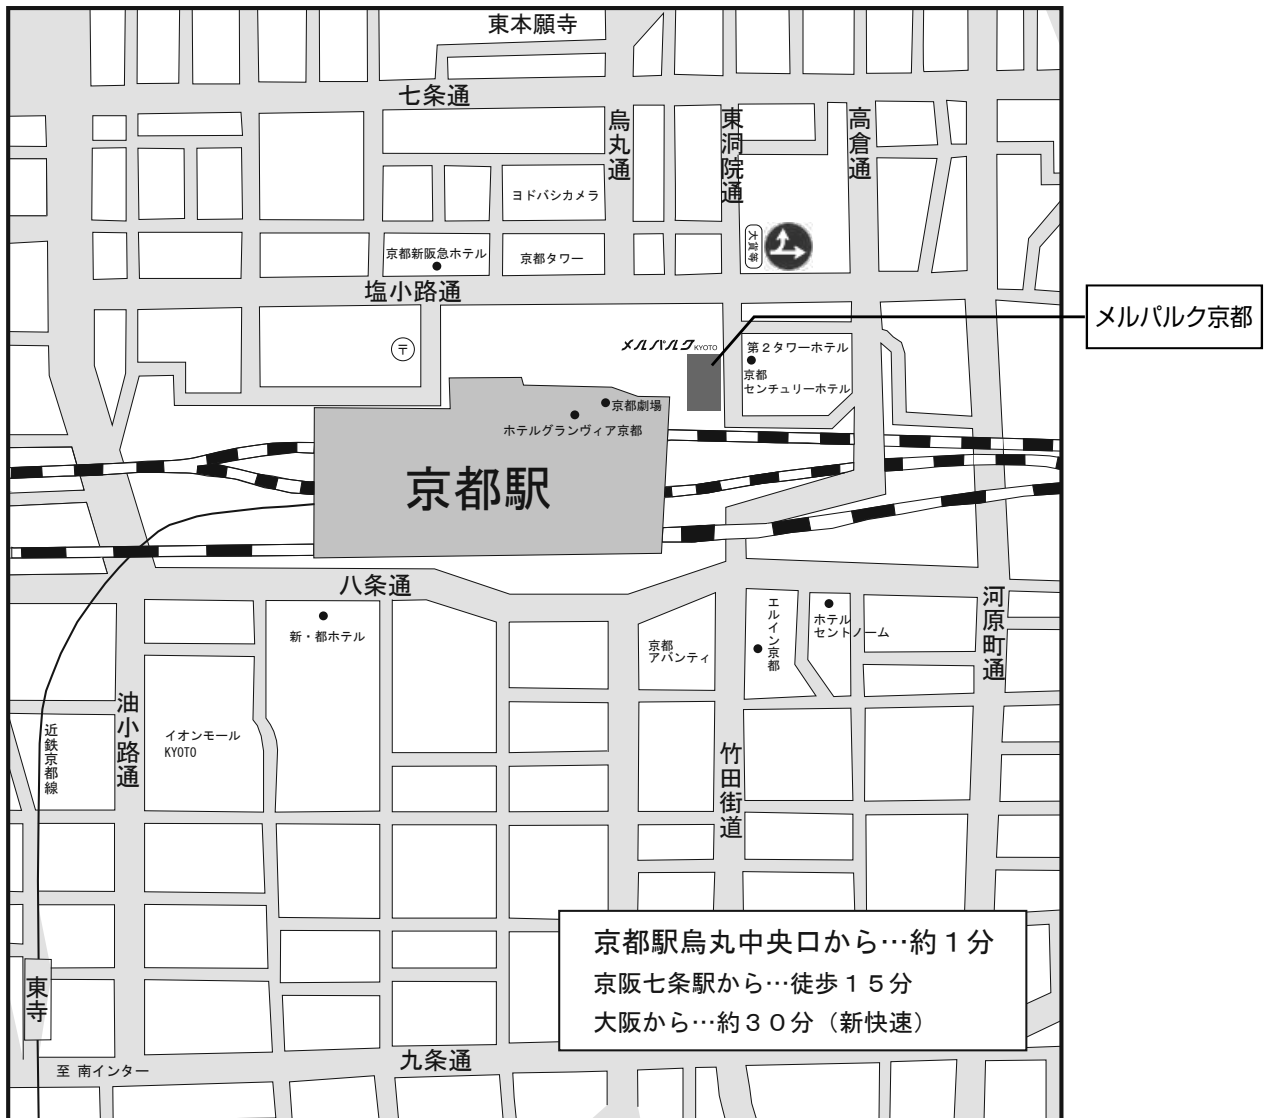 東本願寺
七条通
烏丸通
東洞院通
高倉通
ヨドバシカメラ
京都新阪急ホテル
京都タワー
大貨等
塩小路通
メルパルク京都
〒
メルパルク KYOTO
第２タワーホテル
京都
センチュリーホテル
京都劇場
ホテルグランヴィア京都
京都駅
八条通
新・都ホテル
京都
アバンティ
エルイン京都
ホテル
セントノーム
河原町通
油小路通
近鉄京都線
イオンモール
KYOTO
竹田街道
京都駅烏丸中央口から…約１分
京阪七条駅から…徒歩１５分
大阪から…約３０分（新快速）
東寺
九条通
至 南インター